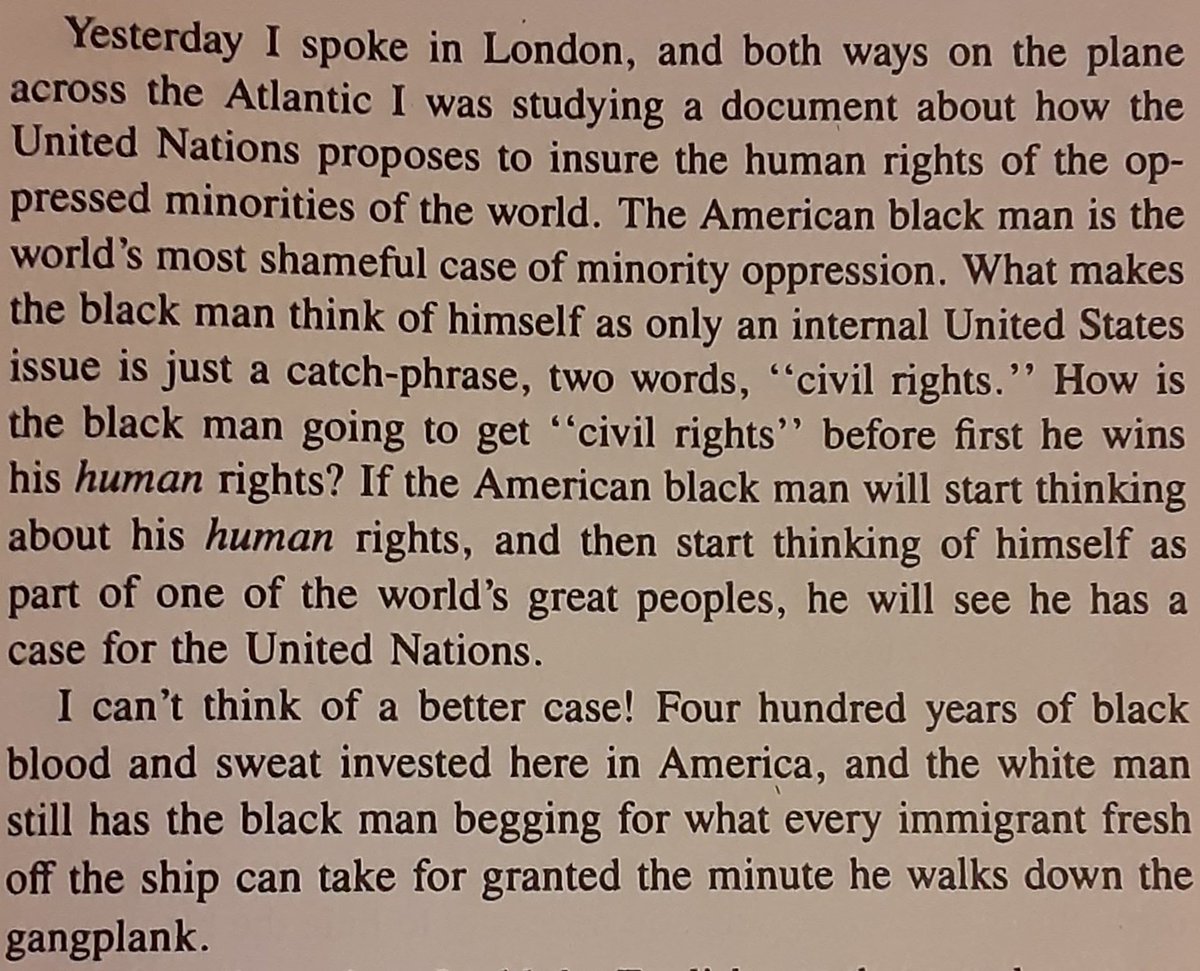 Yesterday I spoke in London, and both ways on the plane
across the Atlantic I was studying a document about how the
United Nations proposes to insure the human rights of the op-
pressed minorities of the world. The American black man is the
world’s most shameful case of minority oppression. What makes
the black man think of himself as only an internal United States
issue is just a catch-phrase, two words, “civil rights.” How is
the black man going to get “civil rights” before first he wins
his human rights? If the American black man will start thinking
about his human rights, and then start thinking of himself as
part of one of the world’s great peoples, he will see he has a
case for the United Nations.
I can’t think of a better case! Four hundred years of black
blood and sweat invested here in America, and the white man
still has the black man begging for what every immigrant fresh
off the ship can take for granted the minute he walks down the
gangplank.